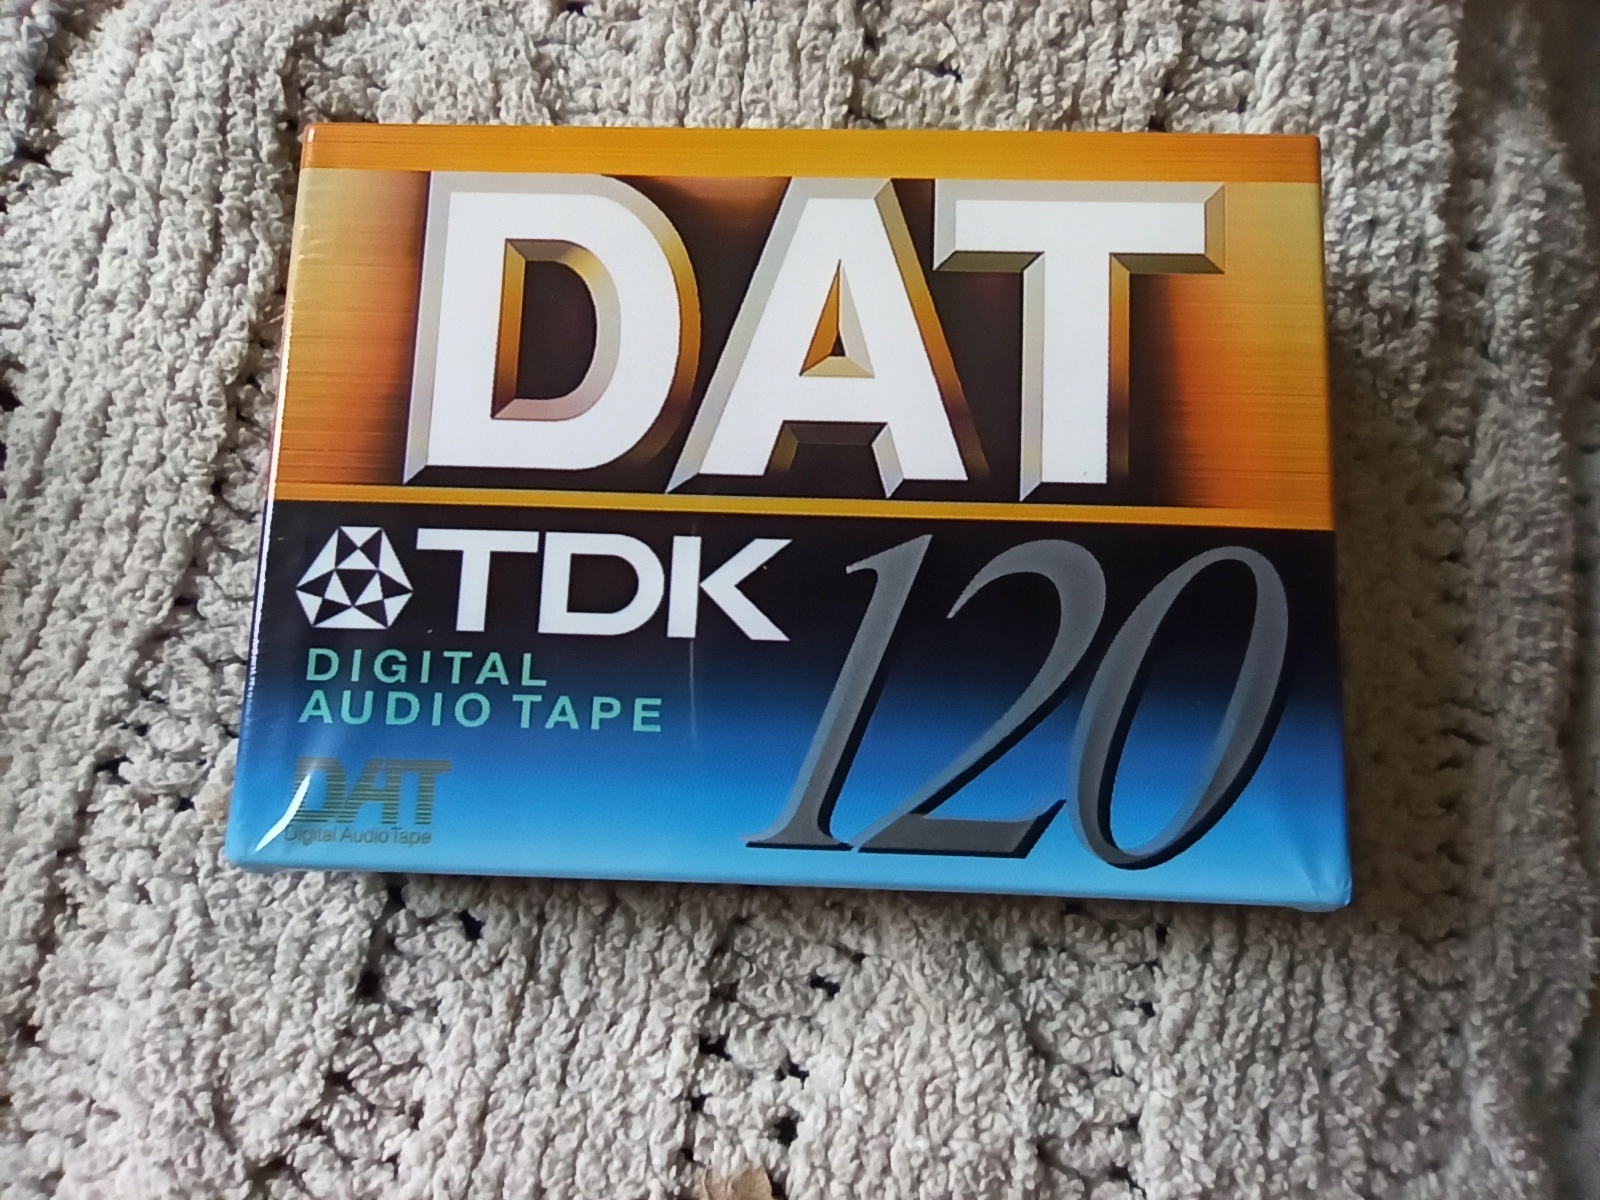 DAT
TDK 120
DIGITAL
AUDIO TAPE
DAT
Digital Audio Tape